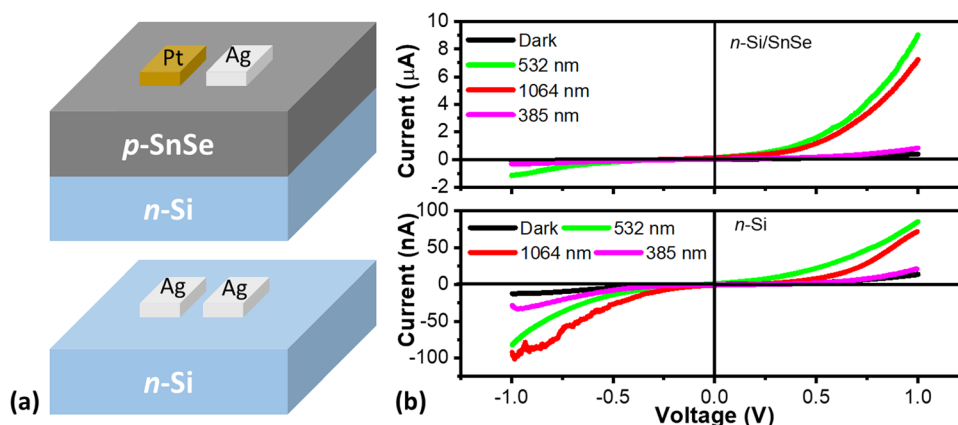 Pt
Ag
p-SnSe
n-Si
Ag
Ag
n-Si
(a)
10
8
6
4
2
0
-2
Current (μA)
Dark
532 nm
1064 nm
385 nm
n-Si/SnSe
100
50
0
-50
-100
Current (nA)
Dark 532 nm
1064 nm 385 nm
n-Si
-1.0 -0.5 0.0 0.5 1.0
(b)
Voltage (V)